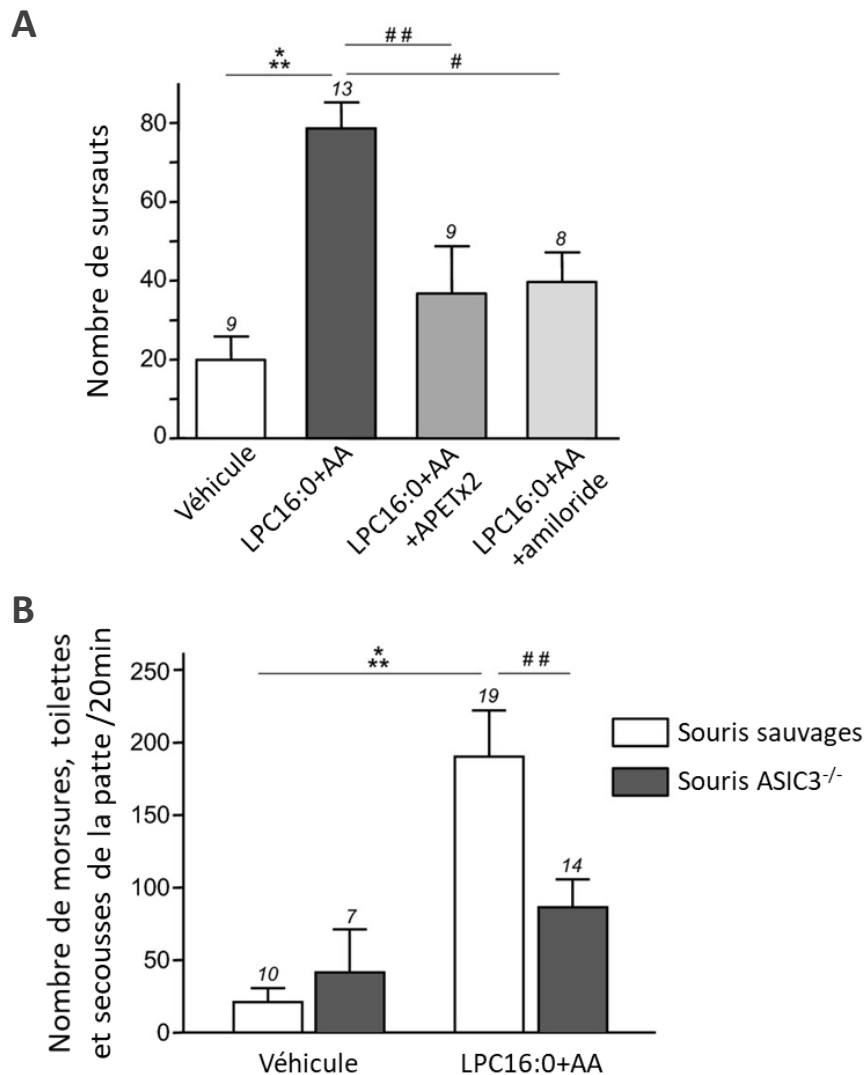 A
Nombre de sursauts
80
60
40
20
0
*
**
# #
#
9
13
9
8
Véhicule
LPC16:0+AA
LPC16:0+AA
+APETx2
LPC16:0+AA
+amiloride
B
Nombre de morsures, toilettes
et secousses de la patte /20min
250
200
150
100
50
0
*
**
# #
10
7
19
14
Souris sauvages
Souris ASIC3-/-
Véhicule
LPC16:0+AA